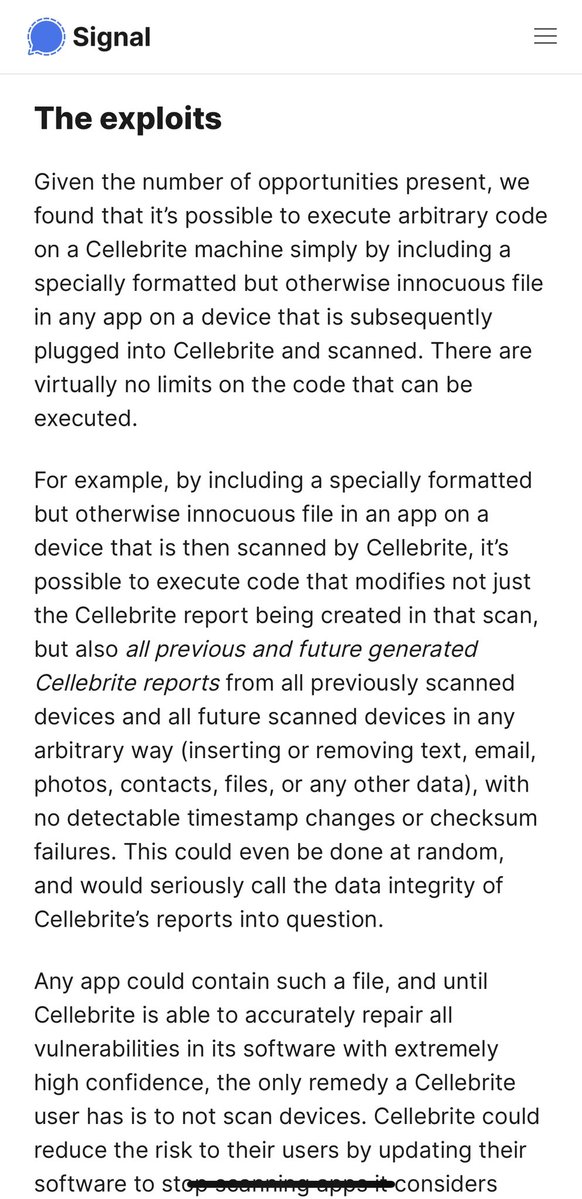 Signal
The exploits
Given the number of opportunities present, we
found that it’s possible to execute arbitrary code
on a Cellebrite machine simply by including a
specially formatted but otherwise innocuous file
in any app on a device that is subsequently
plugged into Cellebrite and scanned. There are
virtually no limits on the code that can be
executed.
For example, by including a specially formatted
but otherwise innocuous file in an app on a
device that is then scanned by Cellebrite, it’s
possible to execute code that modifies not just
the Cellebrite report being created in that scan,
but also all previous and future generated
Cellebrite reports from all previously scanned
devices and all future scanned devices in any
arbitrary way (inserting or removing text, email,
photos, contacts, files, or any other data), with
no detectable timestamp changes or checksum
failures. This could even be done at random,
and would seriously call the data integrity of
Cellebrite’s reports into question.
Any app could contain such a file, and until
Cellebrite is able to accurately repair all
vulnerabilities in its software with extremely
high confidence, the only remedy a Cellebrite
user has is to not scan devices. Cellebrite could
reduce the risk to their users by updating their
software to stop scanning apps it considers